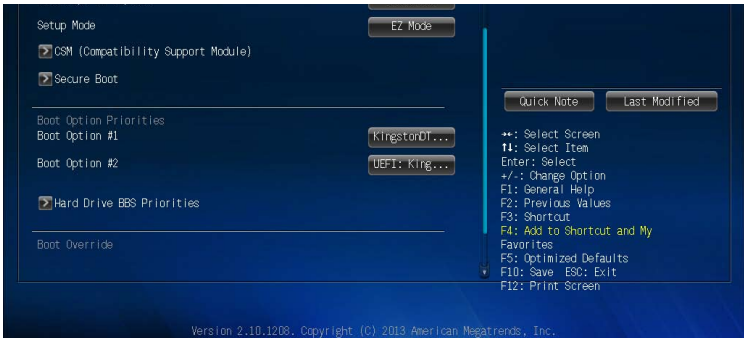 Setup Mode
EZ Mode
CSM (Compatibility Support Module)
Secure Boot
Boot Option Priorities
Boot Option #1
KingstonDT...
Boot Option #2
UEFI: King...
Hard Drive BBS Priorities
Boot Override
Quick Note
Last Modified
→←: Select Screen
↑↓: Select Item
Enter: Select
+/-: Change Option
F1: General Help
F2: Previous Values
F3: Shortcut
F4: Add to Shortcut and My
Favorites
F5: Optimized Defaults
F10: Save ESC: Exit
F12: Print Screen
Version 2.10.1208. Copyright (C) 2013 American Megatrends, Inc.